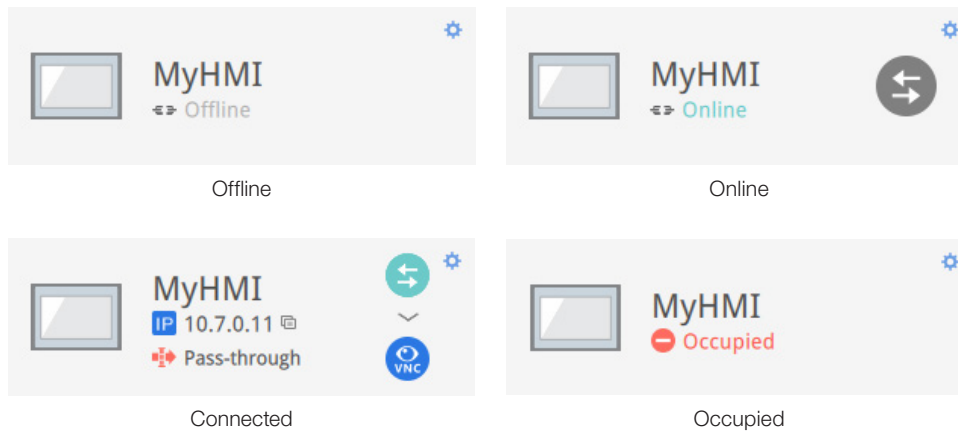 MyHMI
Offline
Offline
MyHMI
Online
Online
MyHMI
IP 10.7.0.11
Pass-through
VNC
Connected
MyHMI
Occupied
Occupied